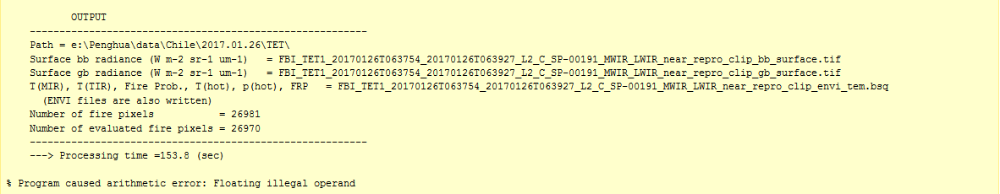 OUTPUT
---------------------------------------------------------
Path = e:\Penghua\data\Chile\2017.01.26\TET\
Surface bb radiance (W m-2 sr-1 um-1)   = FBI_TET1_20170126T063754_20170126T063927_L2_C_SP-00191_MWIR_LWIR_near_repro_clip_bb_surface.tif
Surface gb radiance (W m-2 sr-1 um-1)   = FBI_TET1_20170126T063754_20170126T063927_L2_C_SP-00191_MWIR_LWIR_near_repro_clip_gb_surface.tif
T(MIR), T(TIR), Fire Prob., T(hot), p(hot), FRP   = FBI_TET1_20170126T063754_20170126T063927_L2_C_SP-00191_MWIR_LWIR_near_repro_clip_envi_tem.bsq
(ENVI files are also written)
Number of fire pixels           = 26981
Number of evaluated fire pixels = 26970
---------------------------------------------------------
---> Processing time =153.8 (sec)
% Program caused arithmetic error: Floating illegal operand